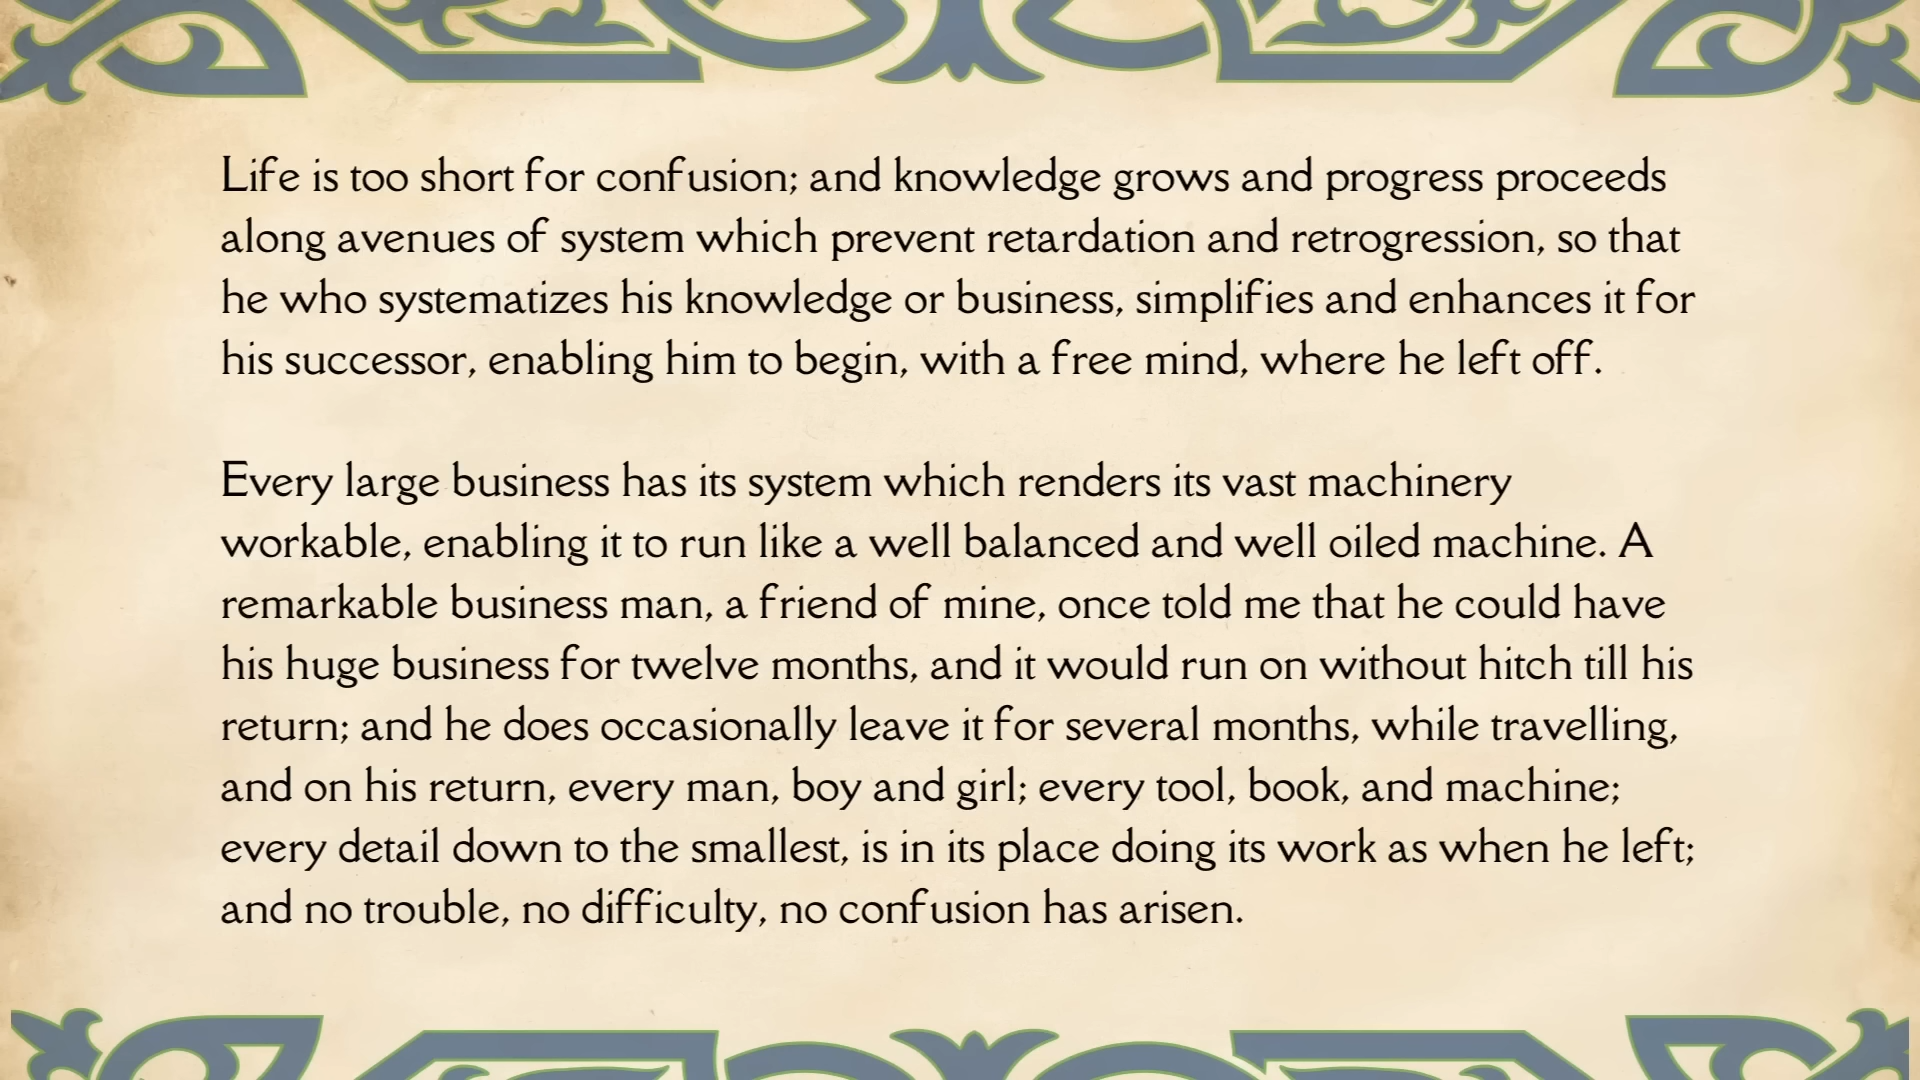 Life is too short for confusion; and knowledge grows and progress proceeds
along avenues of system which prevent retardation and retrogression, so that
he who systematizes his knowledge or business, simplifies and enhances it for
his successor, enabling him to begin, with a free mind, where he left off.
Every large business has its system which renders its vast machinery
workable, enabling it to run like a well balanced and well oiled machine. A
remarkable business man, a friend of mine, once told me that he could have
his huge business for twelve months, and it would run on without hitch till his
return; and he does occasionally leave it for several months, while travelling,
and on his return, every man, boy and girl; every tool, book, and machine;
every detail down to the smallest, is in its place doing its work as when he left;
and no trouble, no difficulty, no confusion has arisen.